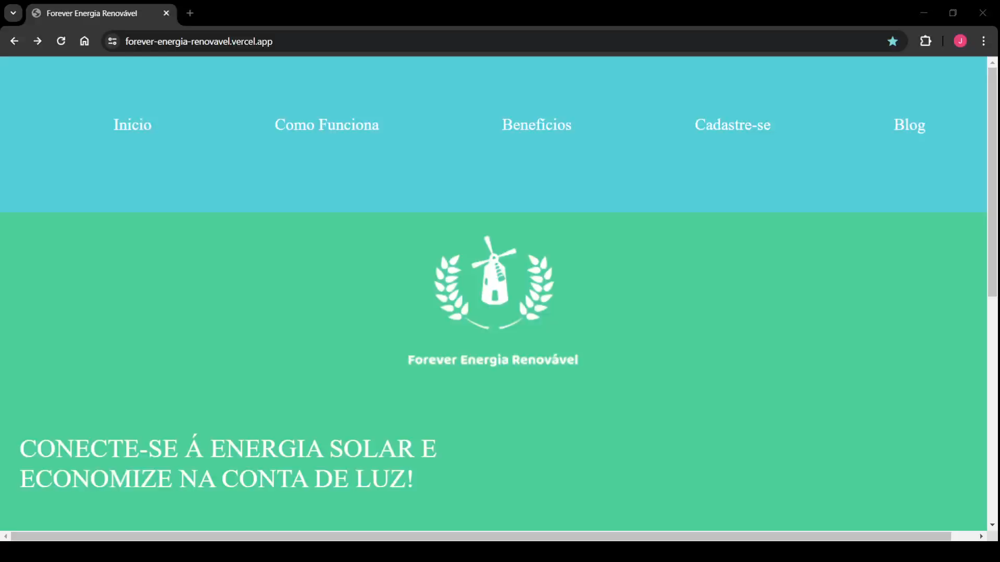 Forever Energia Renovável
forever-energia-renovavel.vercel.app
J
Inicio
Como Funciona
Beneficios
Cadastre-se
Blog
Forever Energia Renovável
CONECTE-SE Á ENERGIA SOLAR E
ECONOMIZE NA CONTA DE LUZ!